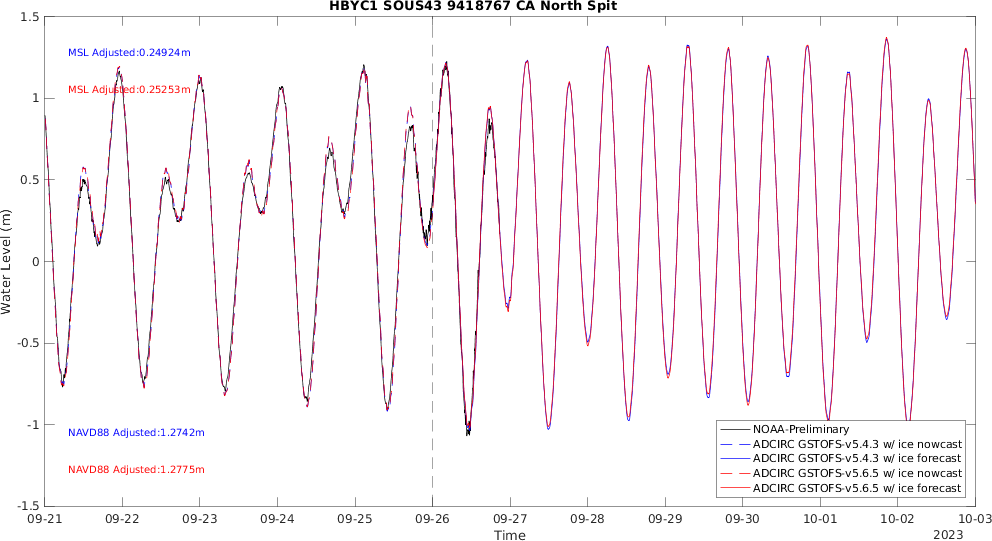 HBYC1 SOUS43 9418767 CA North Spit
1.5
1
0.5
0
-0.5
-1
-1.5
Water Level (m)
MSL Adjusted:0.24924m
MSL Adjusted:0.25253m
NAVD88 Adjusted:1.2742m
NAVD88 Adjusted:1.2775m
NOAA-Preliminary
ADCIRC GSTOFS-v5.4.3 w/ ice nowcast
ADCIRC GSTOFS-v5.4.3 w/ ice forecast
ADCIRC GSTOFS-v5.6.5 w/ ice nowcast
ADCIRC GSTOFS-v5.6.5 w/ ice forecast
09-21 09-22 09-23 09-24 09-25 09-26 09-27 09-28 09-29 09-30 10-01 10-02 10-03
Time
2023